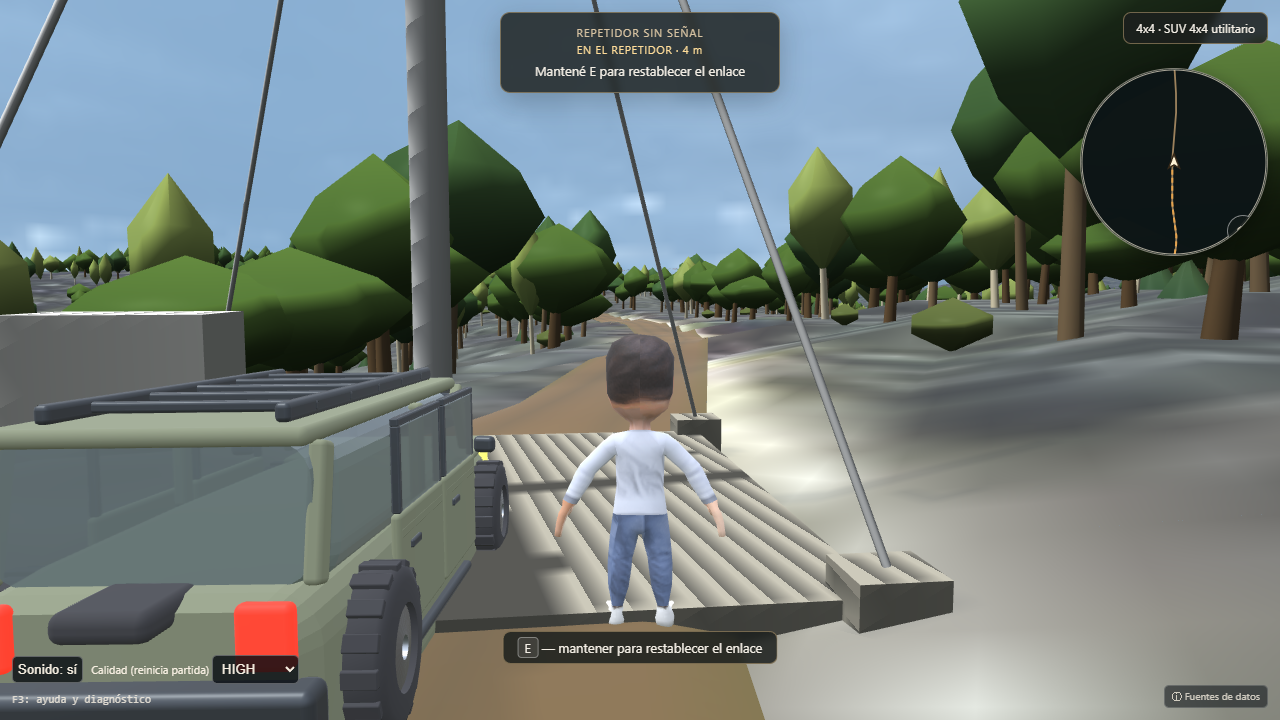 REPETIDOR SIN SEÑAL
EN EL REPETIDOR · 4 m
Mantené E para restablecer el enlace
4x4 · SUV 4x4 utilitario
E — mantener para restablecer el enlace
Sonido: sí
Calidad (reinicia partida)
HIGH
F3: ayuda y diagnóstico
ⓘ Fuentes de datos